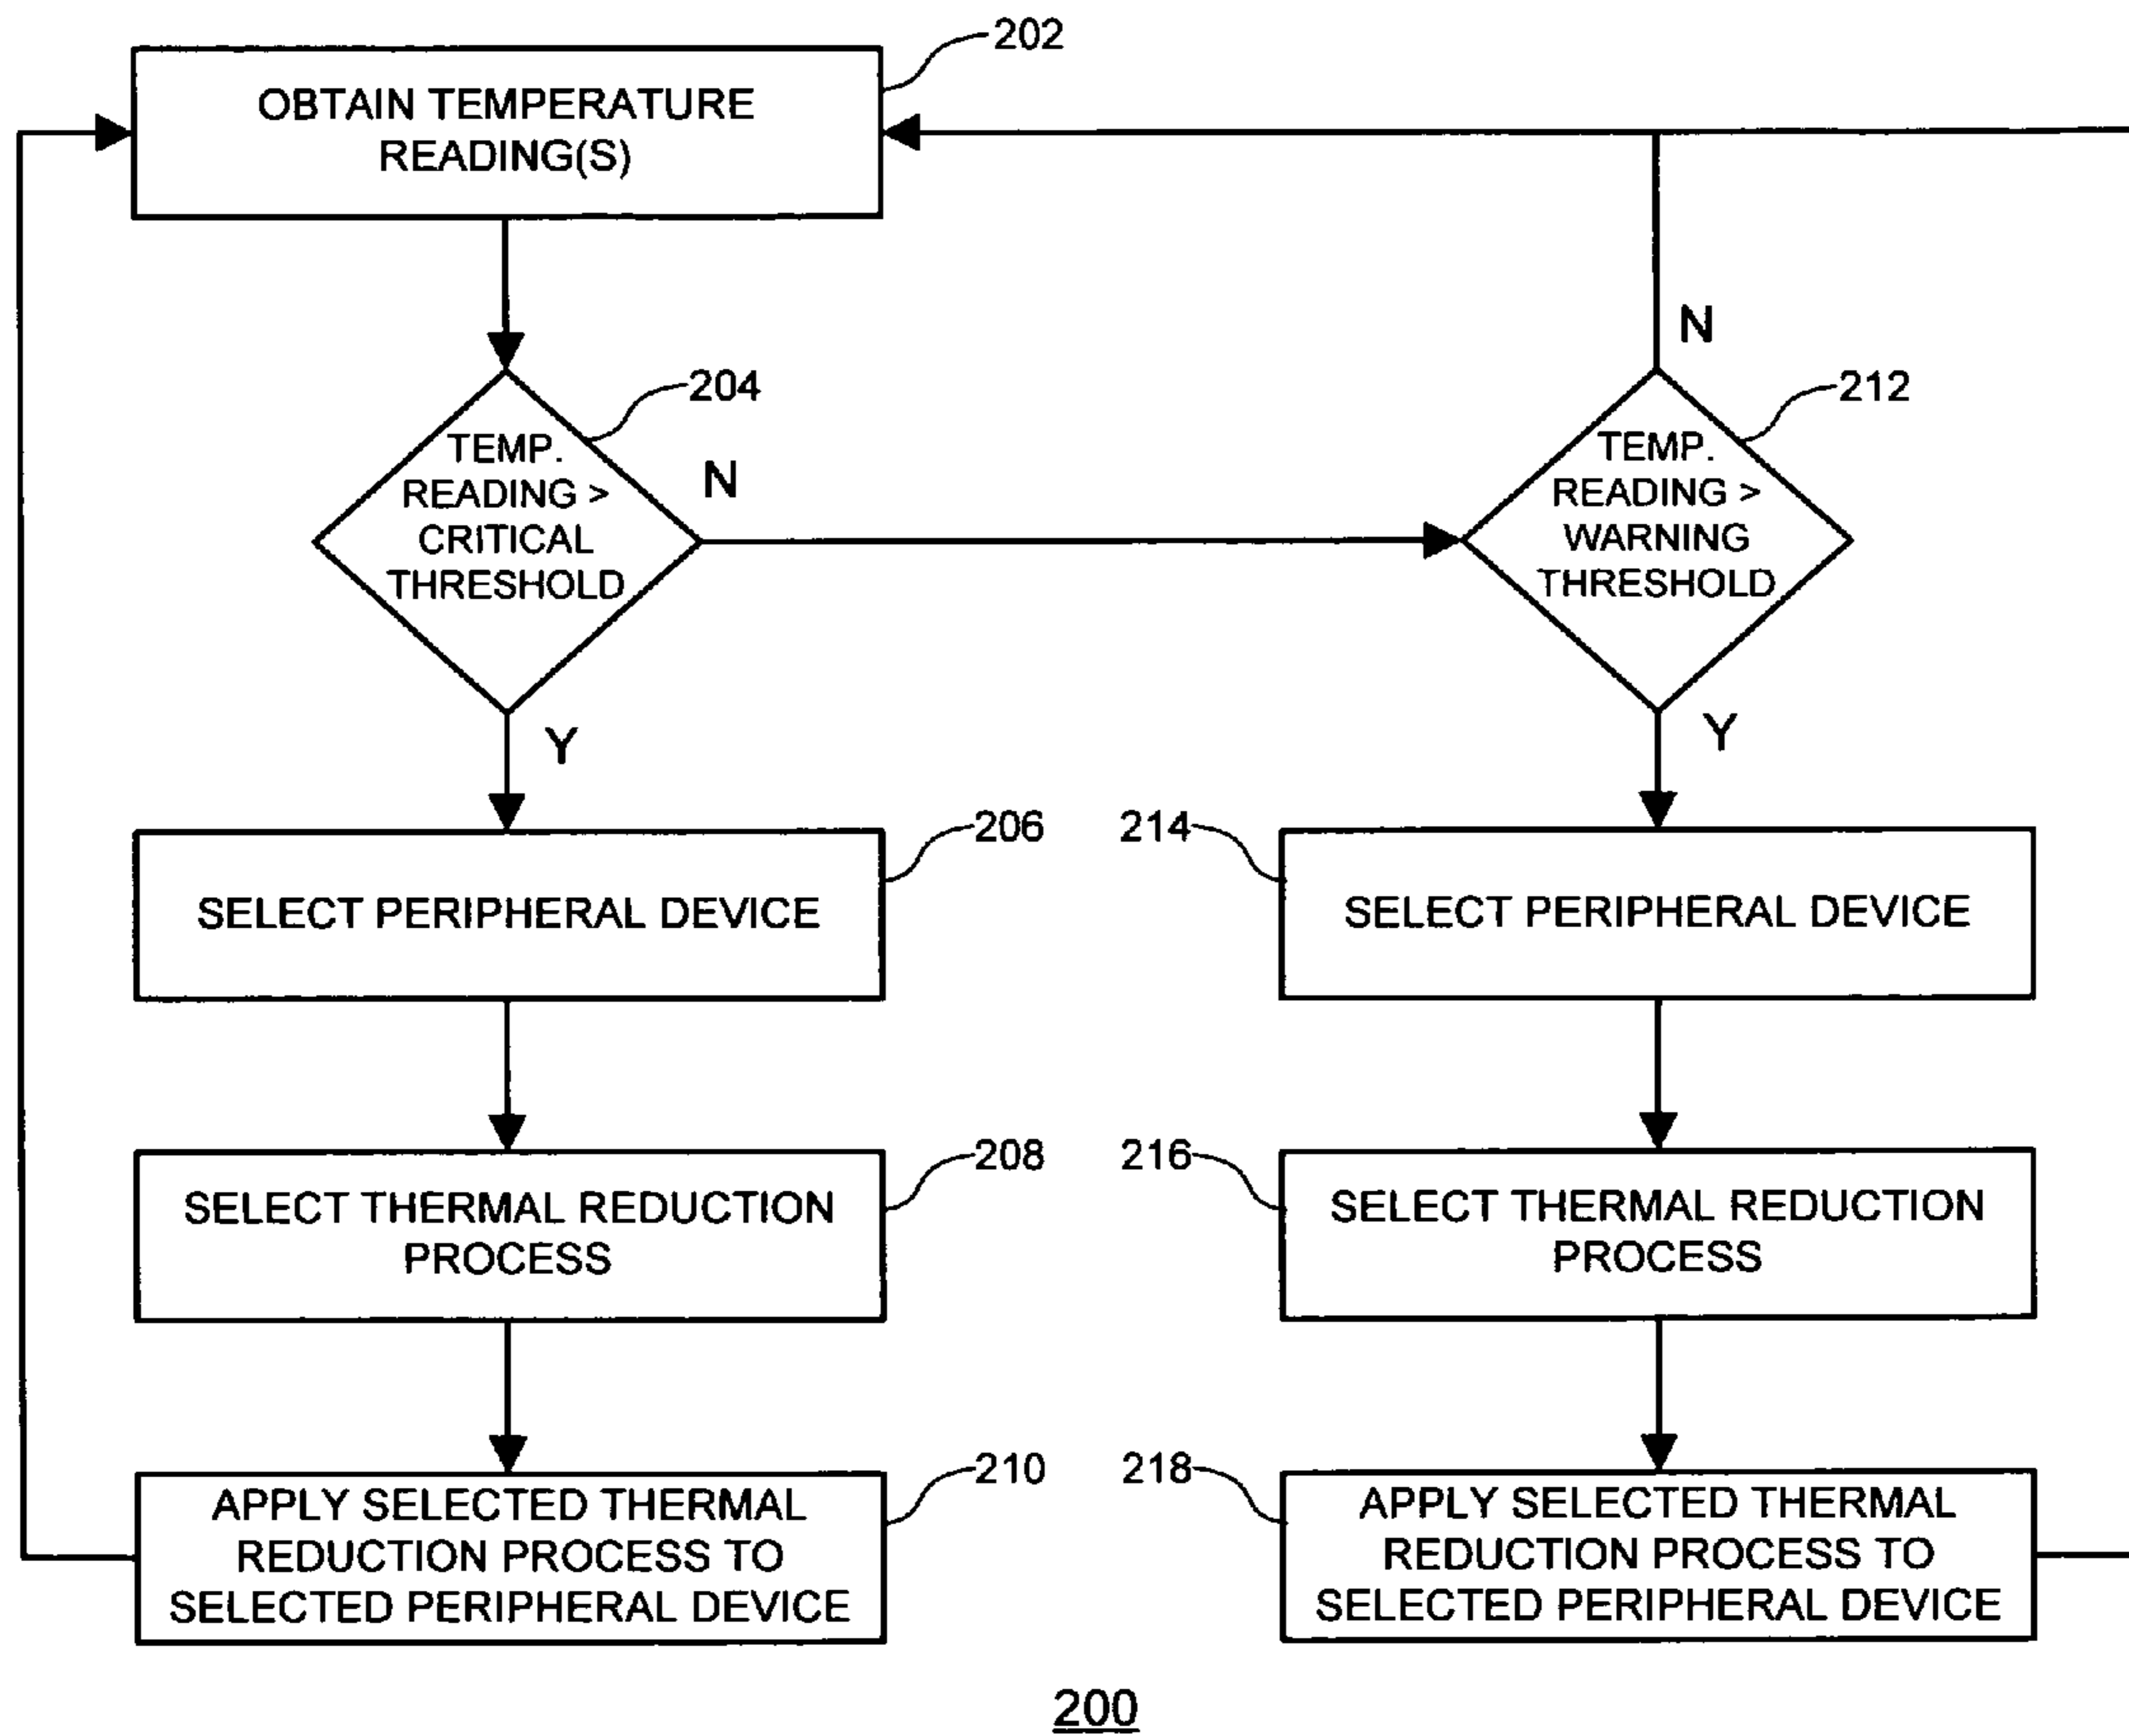 202
OBTAIN TEMPERATURE
READING(S)
204
TEMP.
READING >
CRITICAL
THRESHOLD
N
Y
212
TEMP.
READING >
WARNING
THRESHOLD
N
Y
206
SELECT PERIPHERAL DEVICE
214
SELECT PERIPHERAL DEVICE
208
SELECT THERMAL REDUCTION
PROCESS
216
SELECT THERMAL REDUCTION
PROCESS
210
APPLY SELECTED THERMAL
REDUCTION PROCESS TO
SELECTED PERIPHERAL DEVICE
218
APPLY SELECTED THERMAL
REDUCTION PROCESS TO
SELECTED PERIPHERAL DEVICE
200